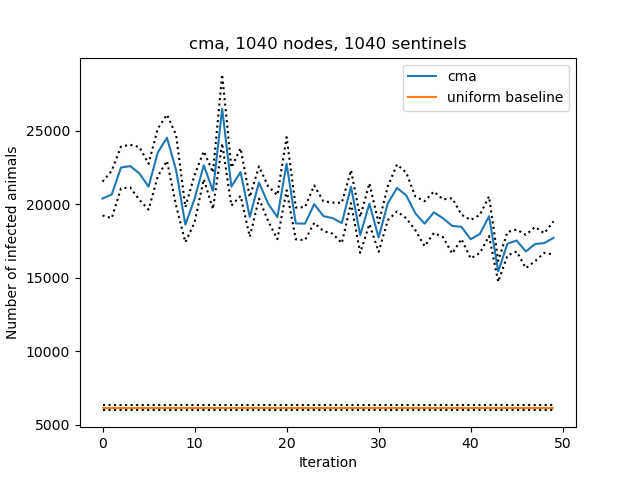 cma, 1040 nodes, 1040 sentinels
cma
uniform baseline
Number of infected animals
25000
20000
15000
10000
5000
0
10
20
30
40
50
Iteration